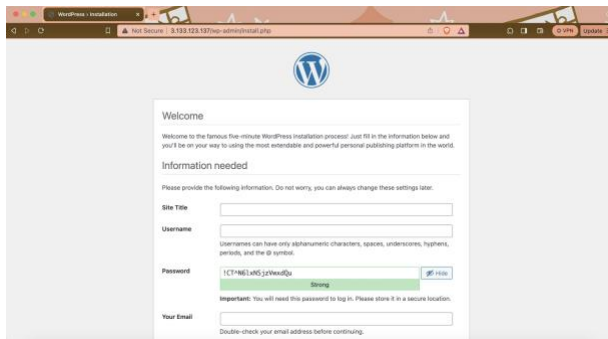 WordPress › Installation
Not Secure 3.133.123.137/wp-admin/install.php
VPN
Update
Welcome
Welcome to the famous five-minute WordPress installation process! Just fill in the information below and
you'll be on your way to using the most extendable and powerful personal publishing platform in the world.
Information needed
Please provide the following information. Do not worry, you can always change these settings later.
Site Title
Username
Usernames can have only alphanumeric characters, spaces, underscores, hyphens,
periods, and the @ symbol.
Password
Hide
Strong
Important: You will need this password to log in. Please store it in a secure location.
Your Email
Double-check your email address before continuing.